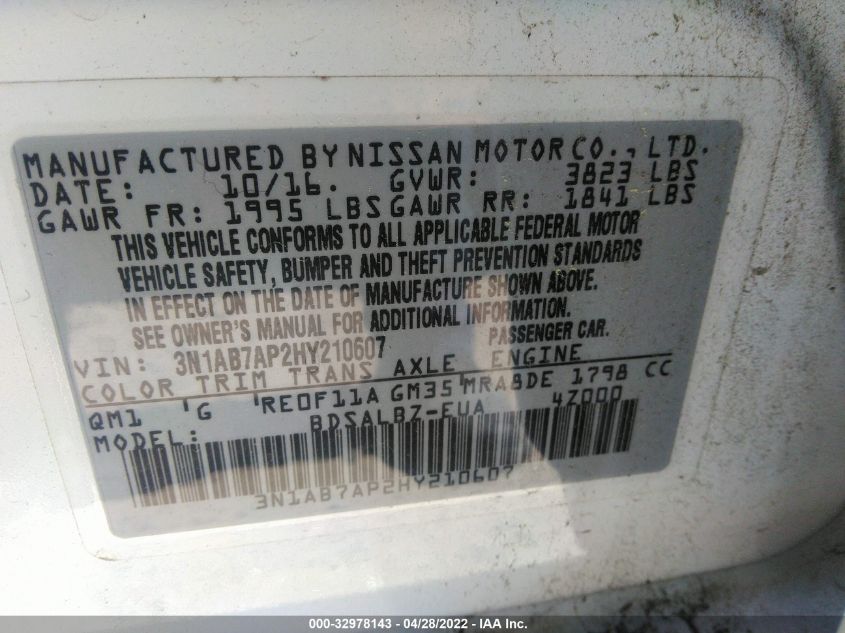 MANUFACTURED BY NISSAN MOTOR CO., LTD.
DATE: 10/16. GVWR: 3823 LBS
GAWR FR: 1995 LBS GAWR RR: 1841 LBS
THIS VEHICLE CONFORMS TO ALL APPLICABLE FEDERAL MOTOR
VEHICLE SAFETY, BUMPER AND THEFT PREVENTION STANDARDS
IN EFFECT ON THE DATE OF MANUFACTURE SHOWN ABOVE.
SEE OWNER'S MANUAL FOR ADDITIONAL INFORMATION.
VIN: 3N1AB7AP2HY210607 PASSENGER CAR.
COLOR TRIM TRANS AXLE ENGINE
QM1 'G 'RE0F11A GM35'MRA8DE 1798 CC
MODEL: BDSALBZ-EUA 4Z000
3N1AB7AP2HY210607
000-32978143 - 04/28/2022 - IAA Inc.